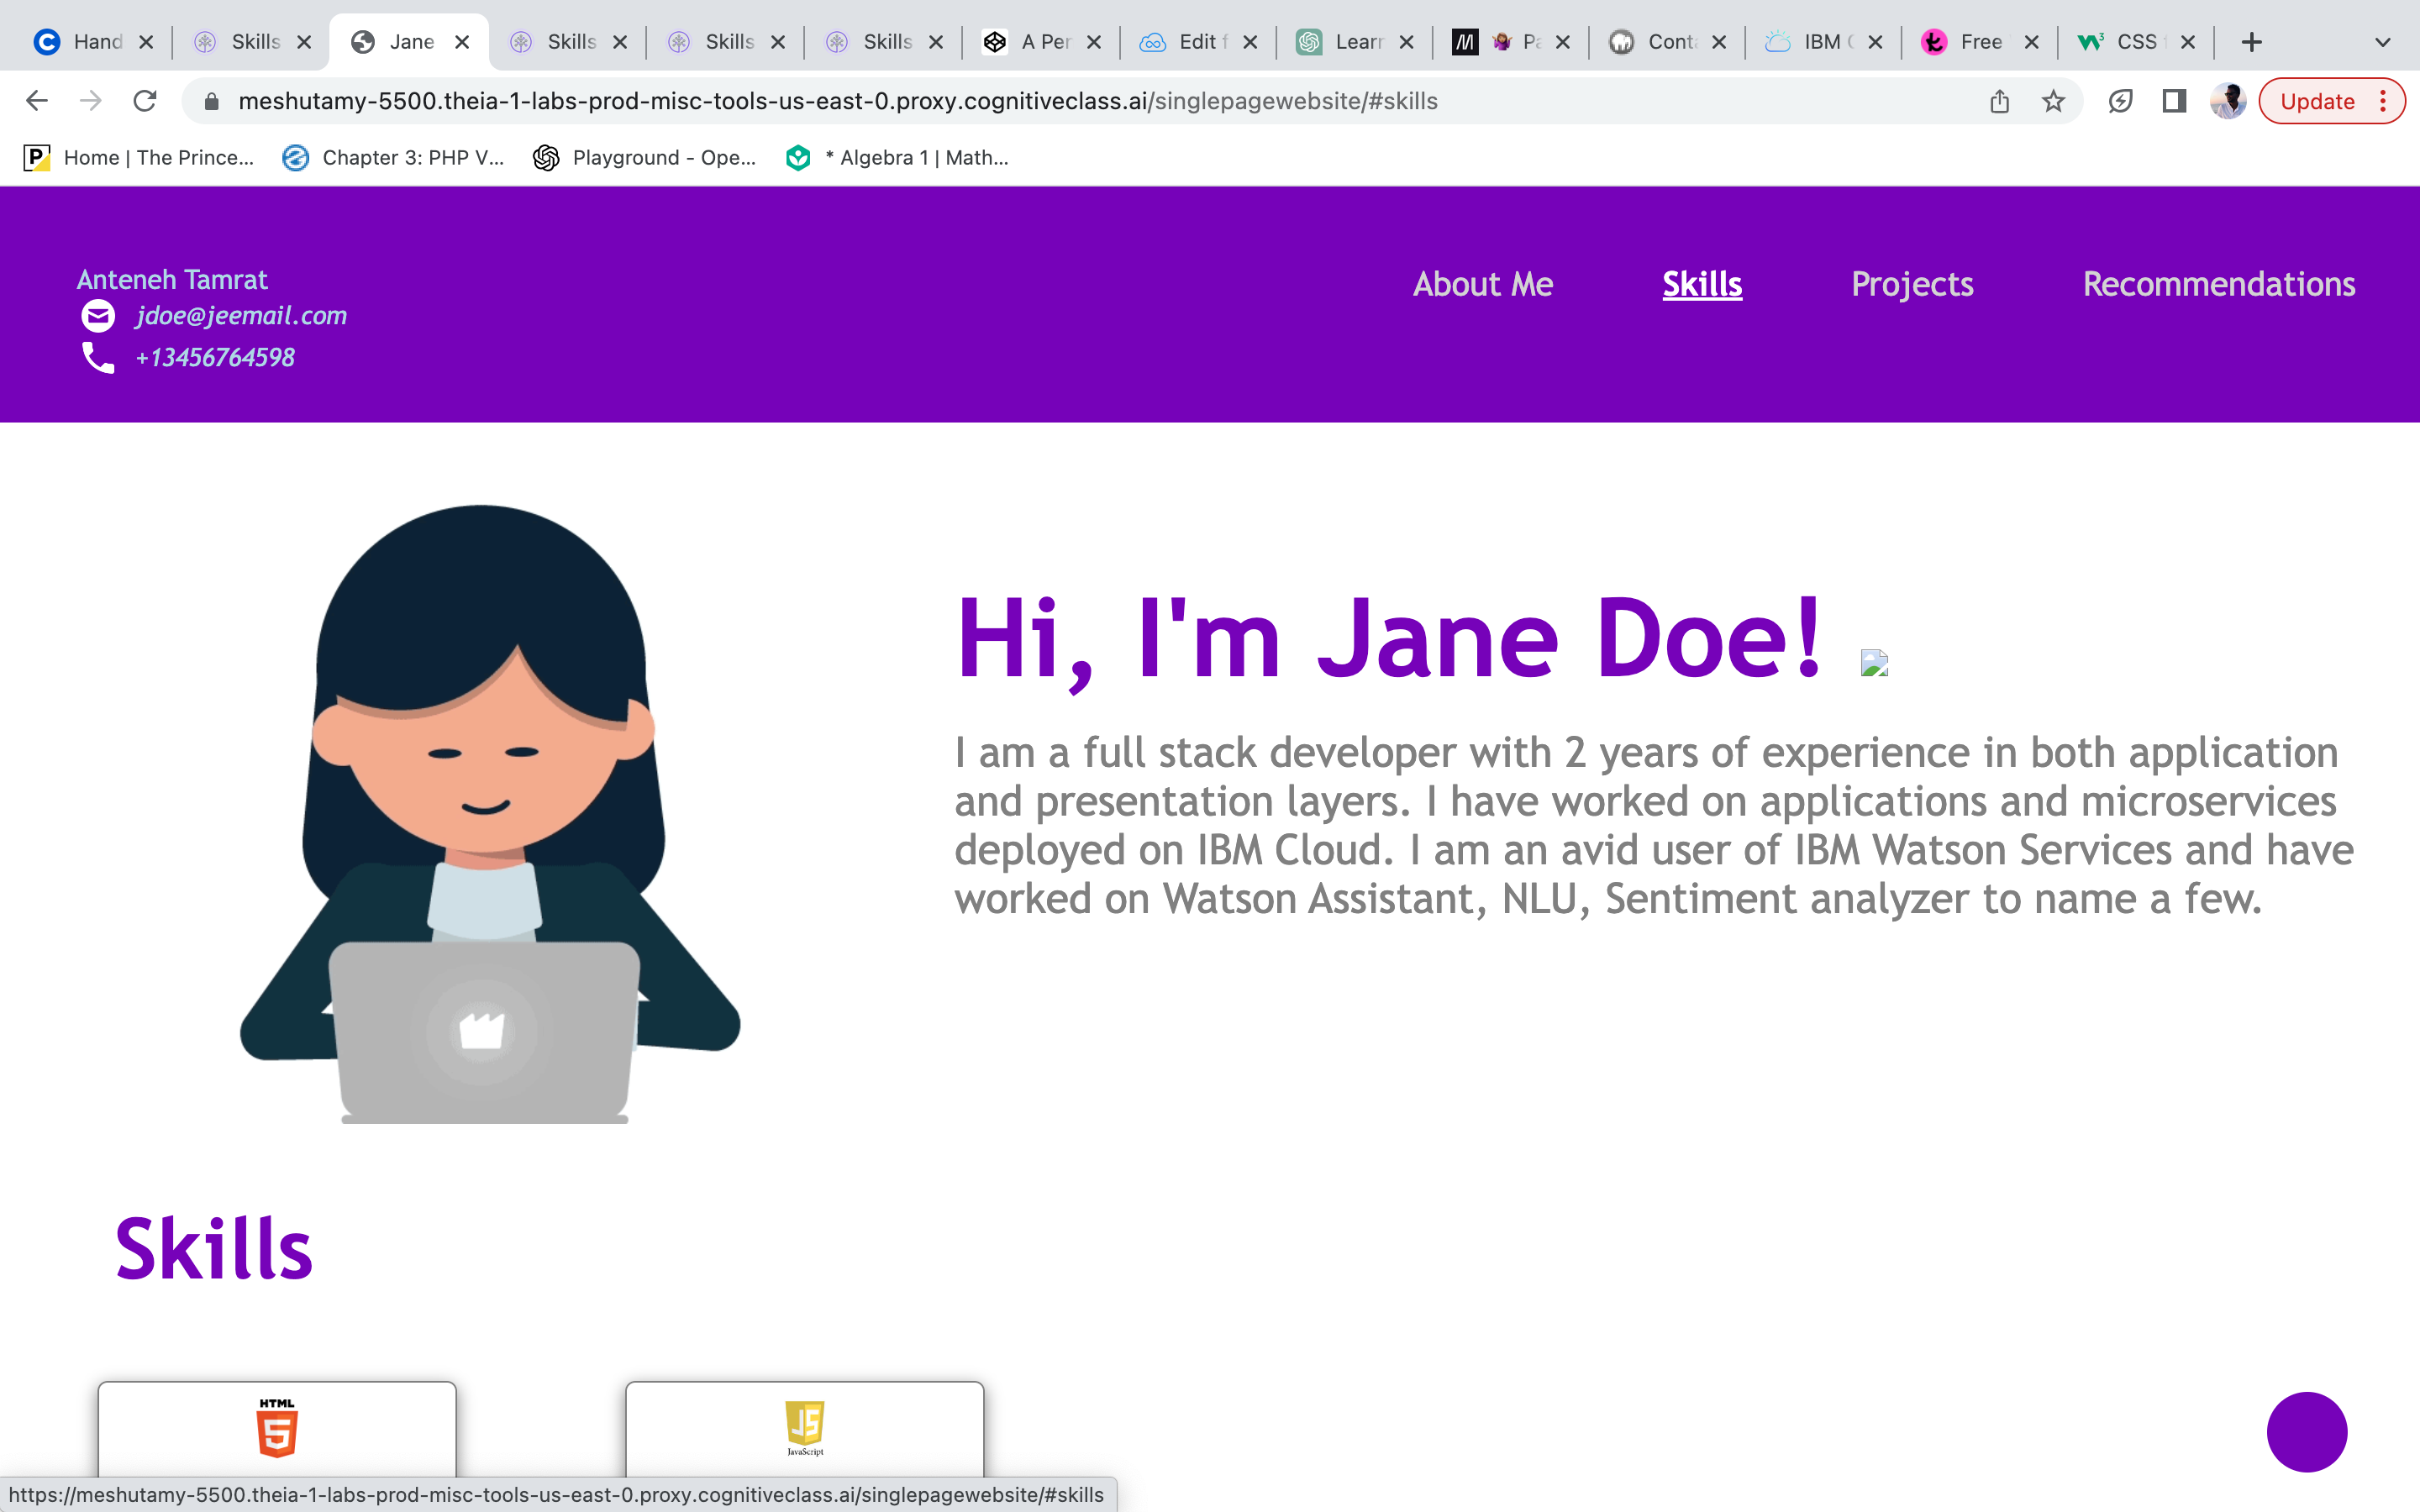 Hand
Skills
Jane
Skills
Skills
Skills
A Per
Edit f
Learn
Cont
IBM
Free
CSS
meshutamy-5500.theia-1-labs-prod-misc-tools-us-east-0.proxy.cognitiveclass.ai/singlepagewebsite/#skills
Update
Home | The Prince...
Chapter 3: PHP V...
Playground - Ope...
* Algebra 1 | Math...
Anteneh Tamrat
jdoe@jeemail.com
+13456764598
About Me
Skills
Projects
Recommendations
Hi, I'm Jane Doe!
I am a full stack developer with 2 years of experience in both application
and presentation layers. I have worked on applications and microservices
deployed on IBM Cloud. I am an avid user of IBM Watson Services and have
worked on Watson Assistant, NLU, Sentiment analyzer to name a few.
Skills
HTML
5
JS
JavaScript
https://meshutamy-5500.theia-1-labs-prod-misc-tools-us-east-0.proxy.cognitiveclass.ai/singlepagewebsite/#skills